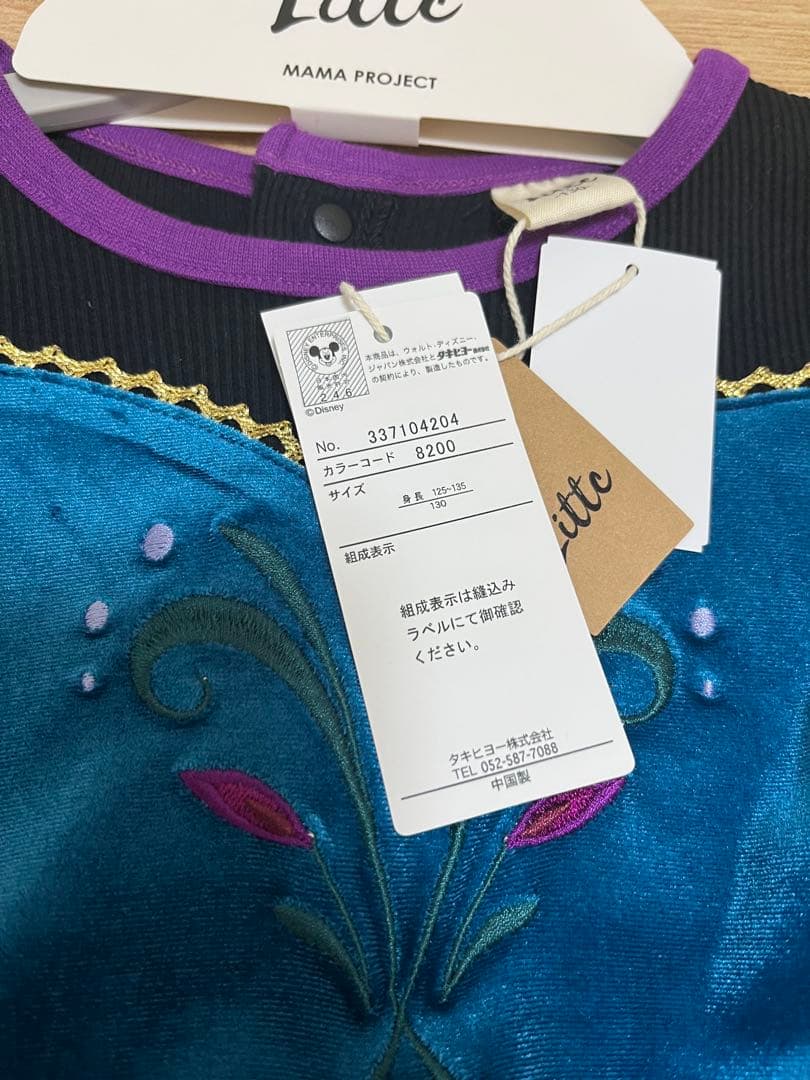 Littc
MAMA PROJECT
130
本商品は、ウォルト・ディズニー・
ジャパン株式会社とタキヒヨー株式会社
の契約により、製造したものです。
246
©Disney
No. 337104204
カラーコード 8200
サイズ
身長 125~135
130
組成表示
組成表示は縫込み
ラベルにて御確認
ください。
タキヒヨー株式会社
TEL 052-587-7088
中国製
Littc